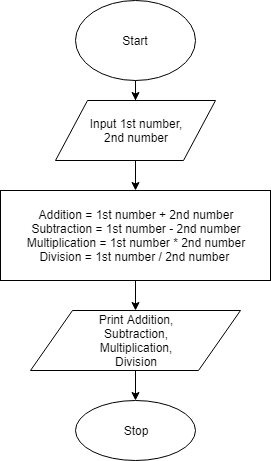 Start
Input 1st number,
2nd number
Addition = 1st number + 2nd number
Subtraction = 1st number - 2nd number
Multiplication = 1st number * 2nd number
Division = 1st number / 2nd number
Print Addition,
Subtraction,
Multiplication,
Division
Stop